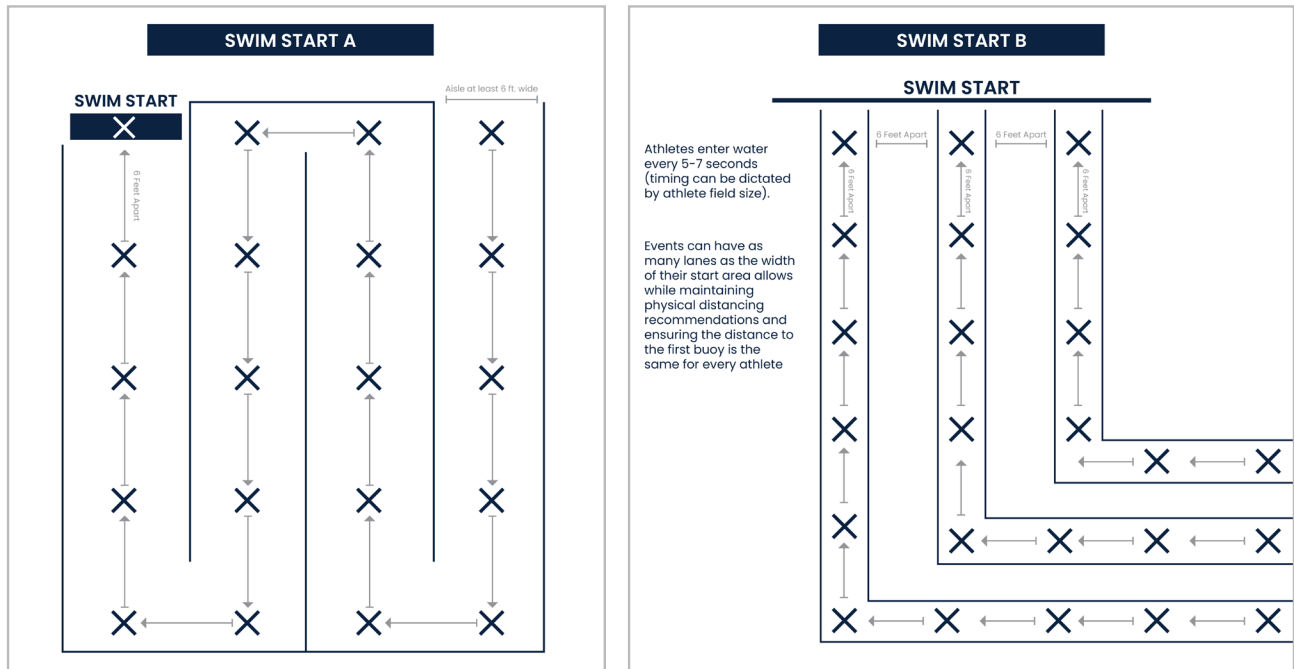 SWIM START A
Aisle at least 6 ft. wide
SWIM START
6 Feet Apart
SWIM START B
SWIM START
6 Feet Apart
6 Feet Apart
Athletes enter water
every 5-7 seconds
(timing can be dictated
by athlete field size).
6 Feet Apart
6 Feet Apart
6 Feet Apart
Events can have as
many lanes as the width
of their start area allows
while maintaining
physical distancing
recommendations and
ensuring the distance to
the first buoy is the
same for every athlete